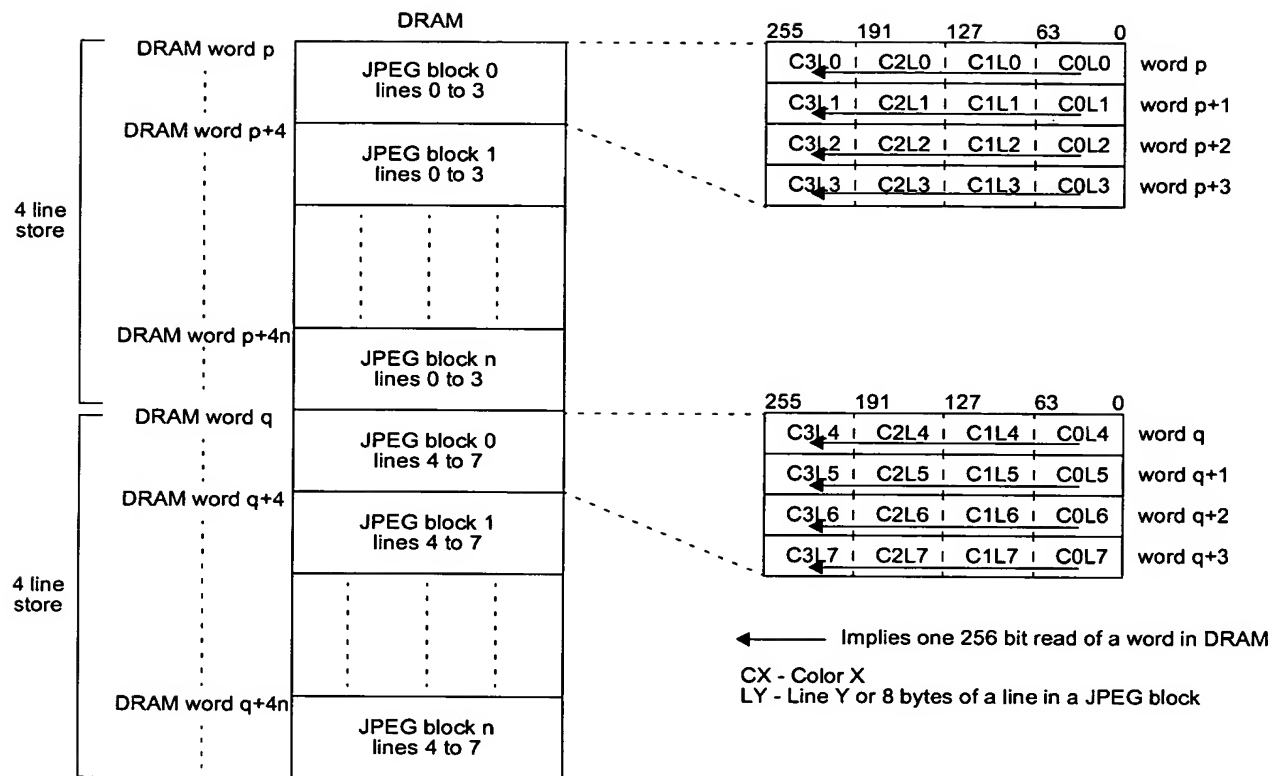 DRAM
DRAM word p
JPEG block 0
lines 0 to 3
DRAM word p+4
JPEG block 1
lines 0 to 3
4 line
store
DRAM word p+4n
JPEG block n
lines 0 to 3
DRAM word q
JPEG block 0
lines 4 to 7
DRAM word q+4
JPEG block 1
lines 4 to 7
4 line
store
DRAM word q+4n
JPEG block n
lines 4 to 7
255 191 127 63 0
C3L0 C2L0 C1L0 C0L0 word p
C3L1 C2L1 C1L1 C0L1 word p+1
C3L2 C2L2 C1L2 C0L2 word p+2
C3L3 C2L3 C1L3 C0L3 word p+3
255 191 127 63 0
C3L4 C2L4 C1L4 C0L4 word q
C3L5 C2L5 C1L5 C0L5 word q+1
C3L6 C2L6 C1L6 C0L6 word q+2
C3L7 C2L7 C1L7 C0L7 word q+3
Implies one 256 bit read of a word in DRAM
CX - Color X
LY - Line Y or 8 bytes of a line in a JPEG block